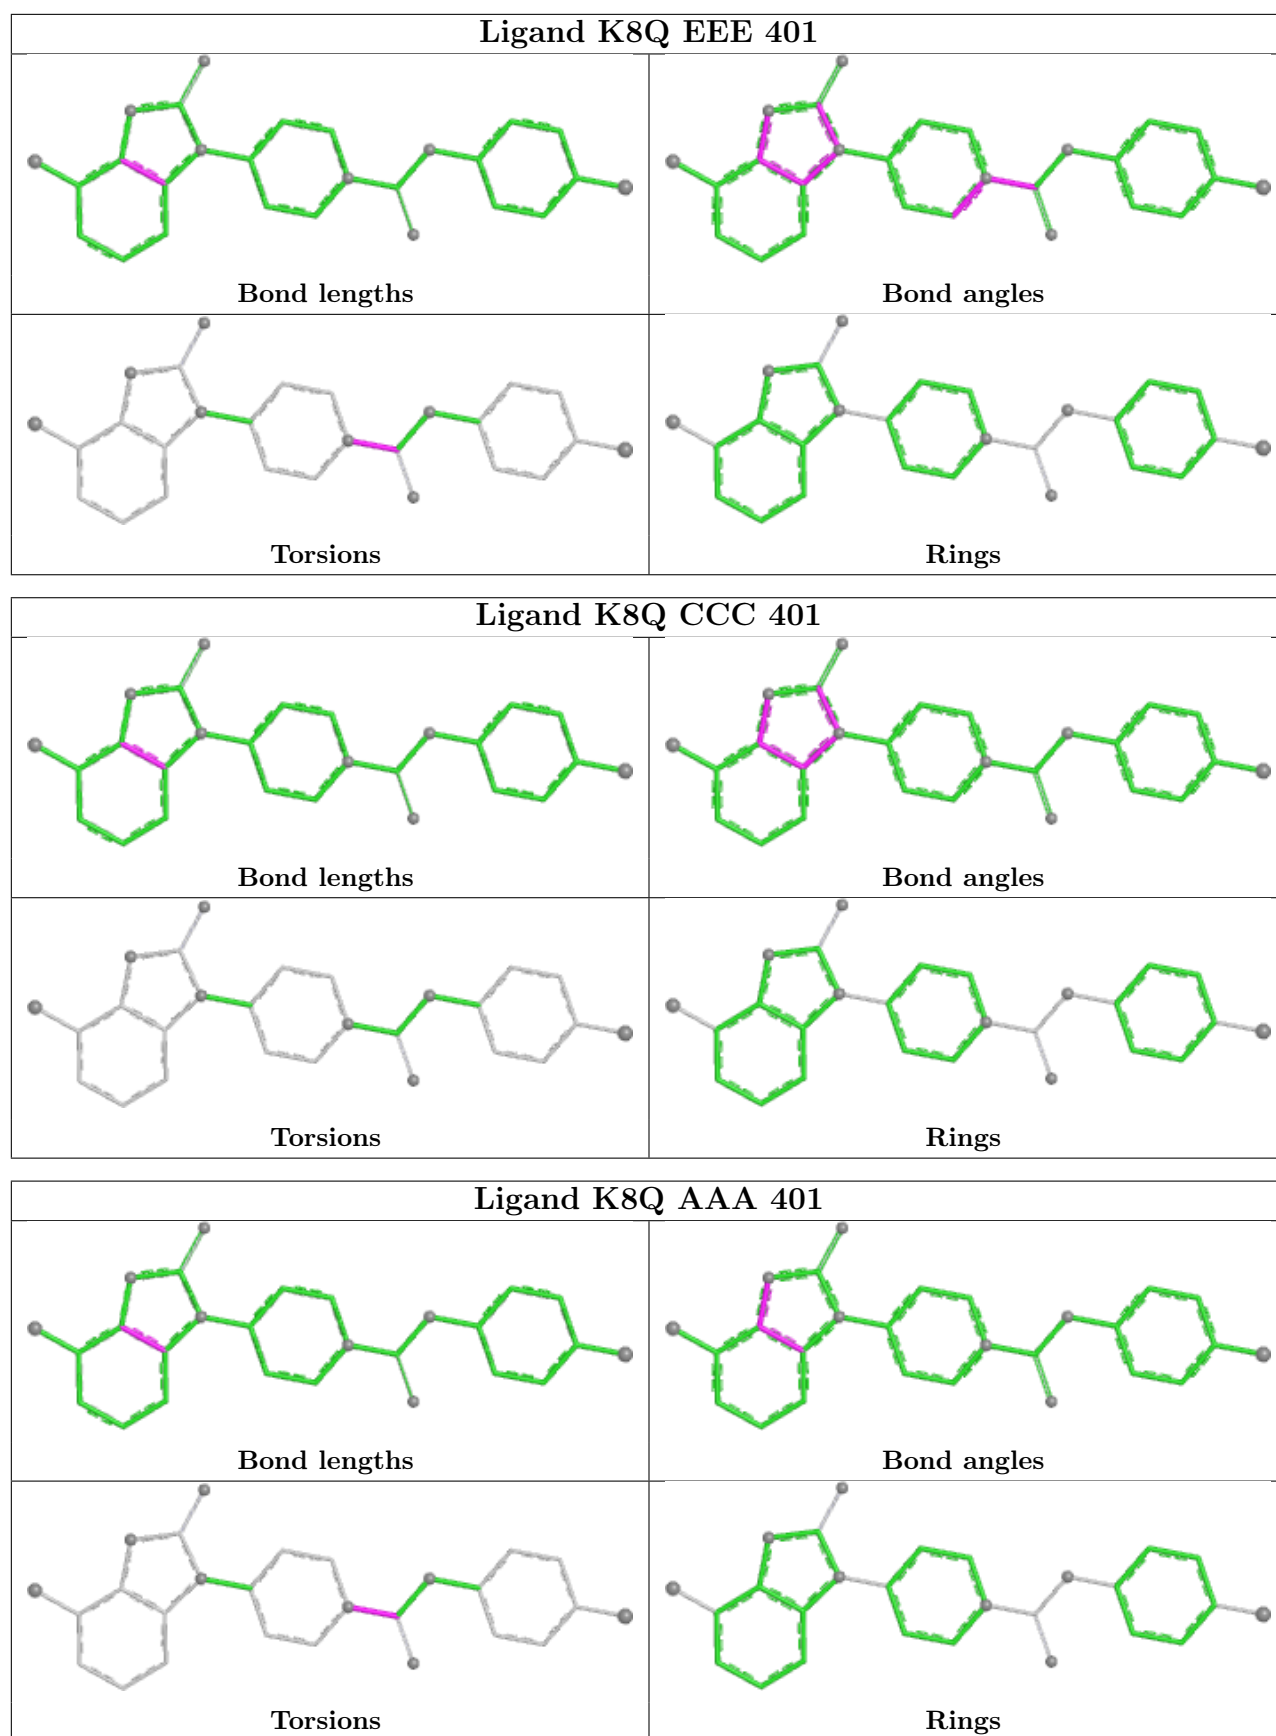 Ligand K8Q EEE 401
Bond lengths
Bond angles
Torsions
Rings
Ligand K8Q CCC 401
Bond lengths
Bond angles
Torsions
Rings
Ligand K8Q AAA 401
Bond lengths
Bond angles
Torsions
Rings